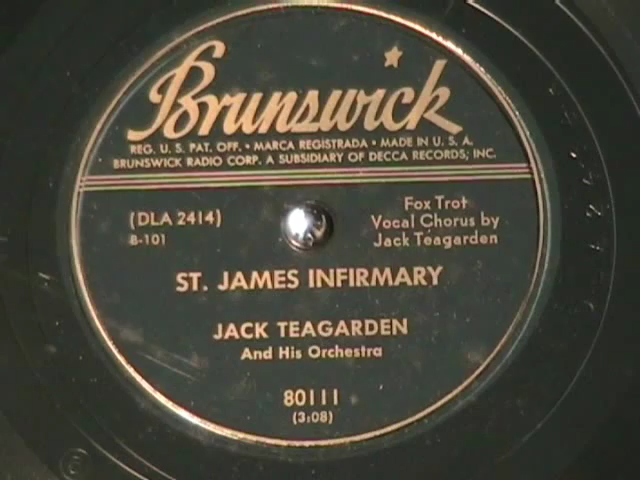 Brunswick
REG. U. S. PAT. OFF. • MARCA REGISTRADA • MADE IN U. S. A.
BRUNSWICK RADIO CORP. A SUBSIDIARY OF DECCA RECORDS, INC.
(DLA 2414)
B-101
Fox Trot
Vocal Chorus by
Jack Teagarden
ST. JAMES INFIRMARY
JACK TEAGARDEN
And His Orchestra
80111
(3:08)